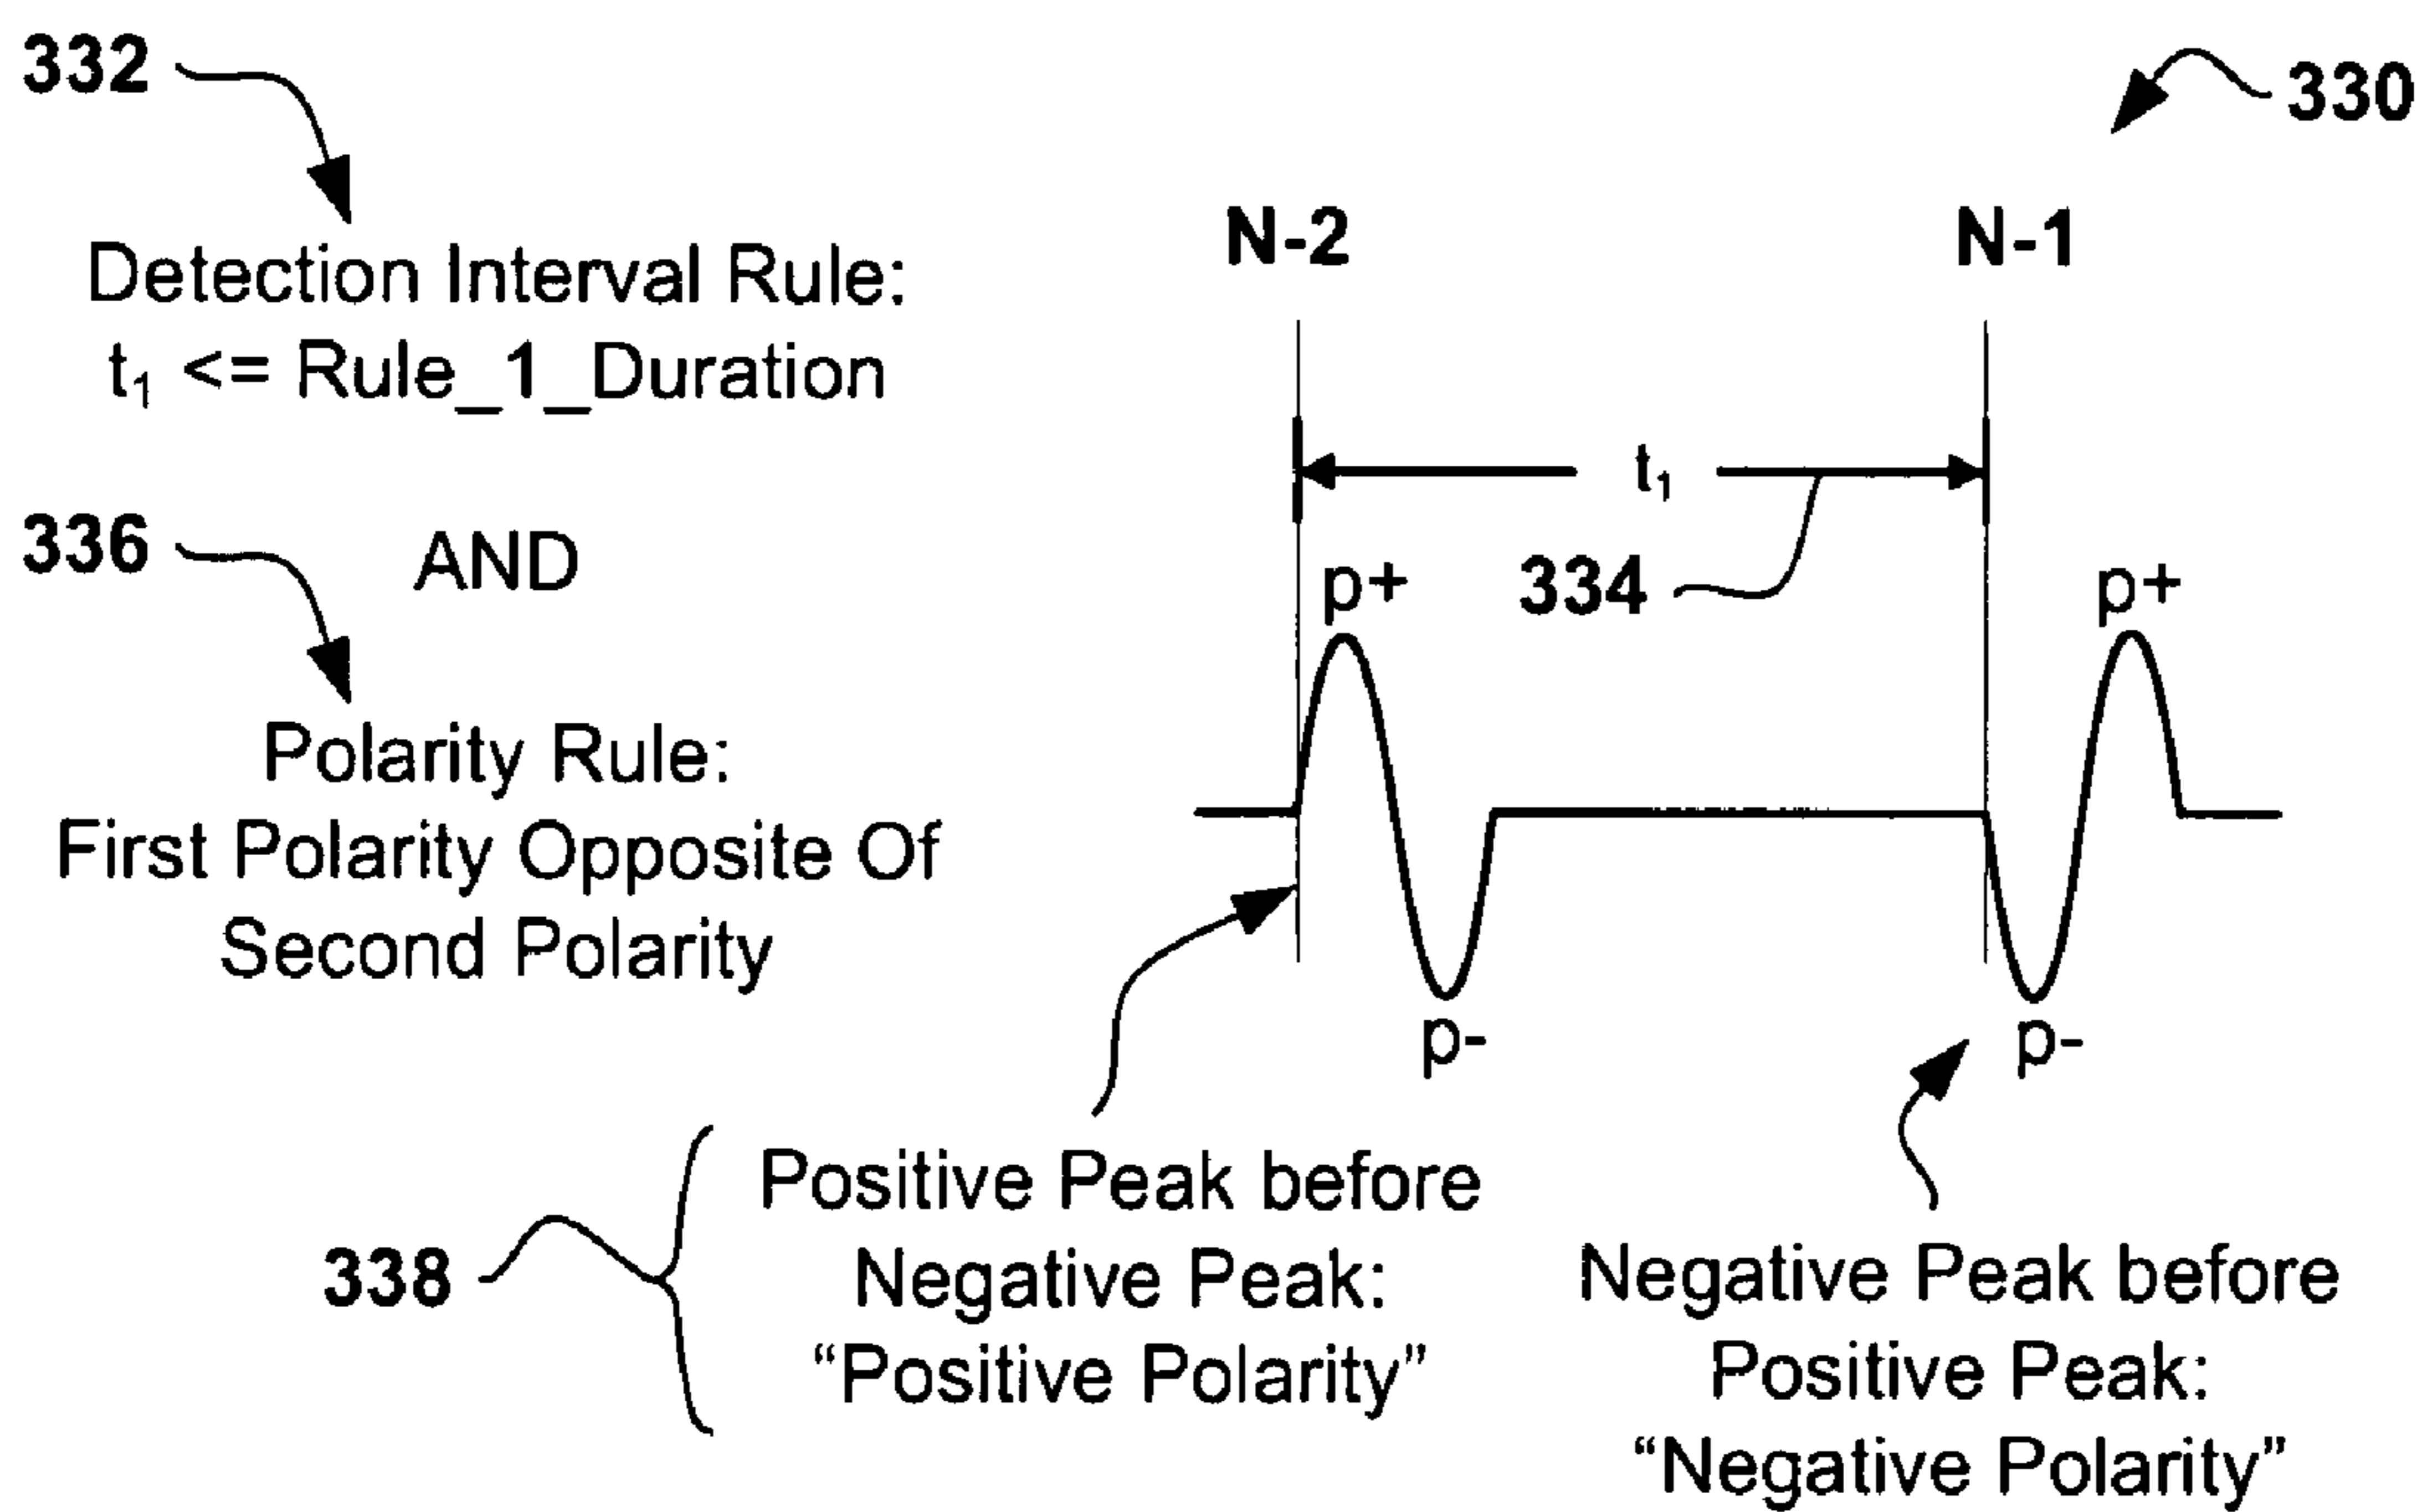 332
330
N-2
N-1
Detection Interval Rule:
t₁ <= Rule_1_Duration
t₁
336
AND
334
p+
p+
Polarity Rule:
First Polarity Opposite Of
Second Polarity
p-
p-
338
Positive Peak before
Negative Peak:
“Positive Polarity”
Negative Peak before
Positive Peak:
“Negative Polarity”